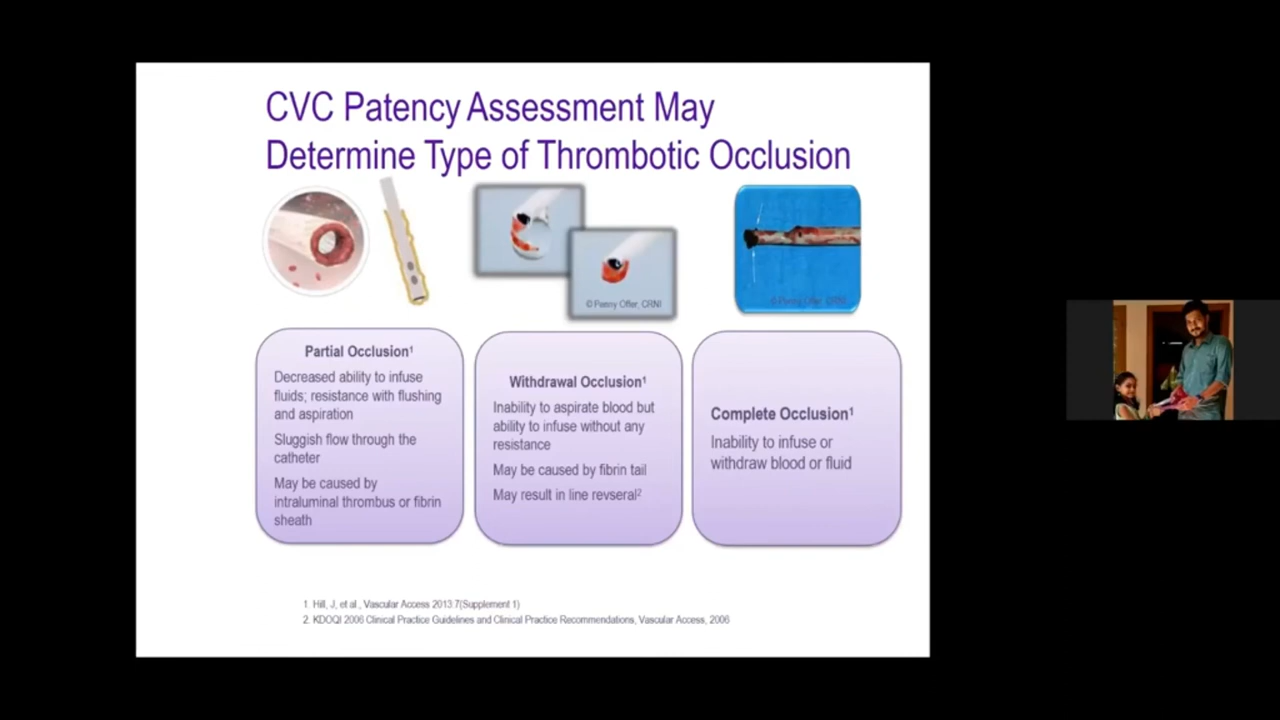 CVC Patency Assessment May
Determine Type of Thrombotic Occlusion
© Penny Offer, CRNI
© Penny Offer, CRNI
Partial Occlusion¹
Decreased ability to infuse
fluids; resistance with flushing
and aspiration
Sluggish flow through the
catheter
May be caused by
intraluminal thrombus or fibrin
sheath
Withdrawal Occlusion¹
Inability to aspirate blood but
ability to infuse without any
resistance
May be caused by fibrin tail
May result in line revseral²
Complete Occlusion¹
Inability to infuse or
withdraw blood or fluid
1. Hill, J, et al., Vascular Access 2013:7(Supplement 1)
2. KDOQI 2006 Clinical Practice Guidelines and Clinical Practice Recommendations, Vascular Access, 2006